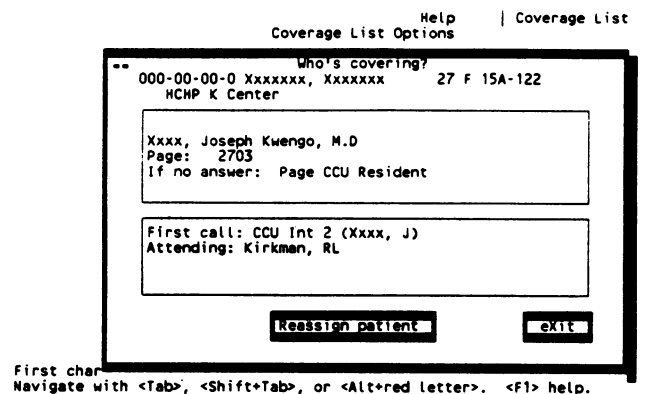 Help | Coverage List
Coverage List Options
-- Who's covering?
000-00-00-0 Xxxxxxx, Xxxxxxx 27 F 15A-122
HCHP K Center
Xxxx, Joseph Kwengo, M.D
Page: 2703
If no answer: Page CCU Resident
First call: CCU Int 2 (Xxxx, J)
Attending: Kirkman, RL
Reassign patient eXit
First char
Navigate with <Tab>, <Shift+Tab>, or <Alt+red letter>. <F1> help.